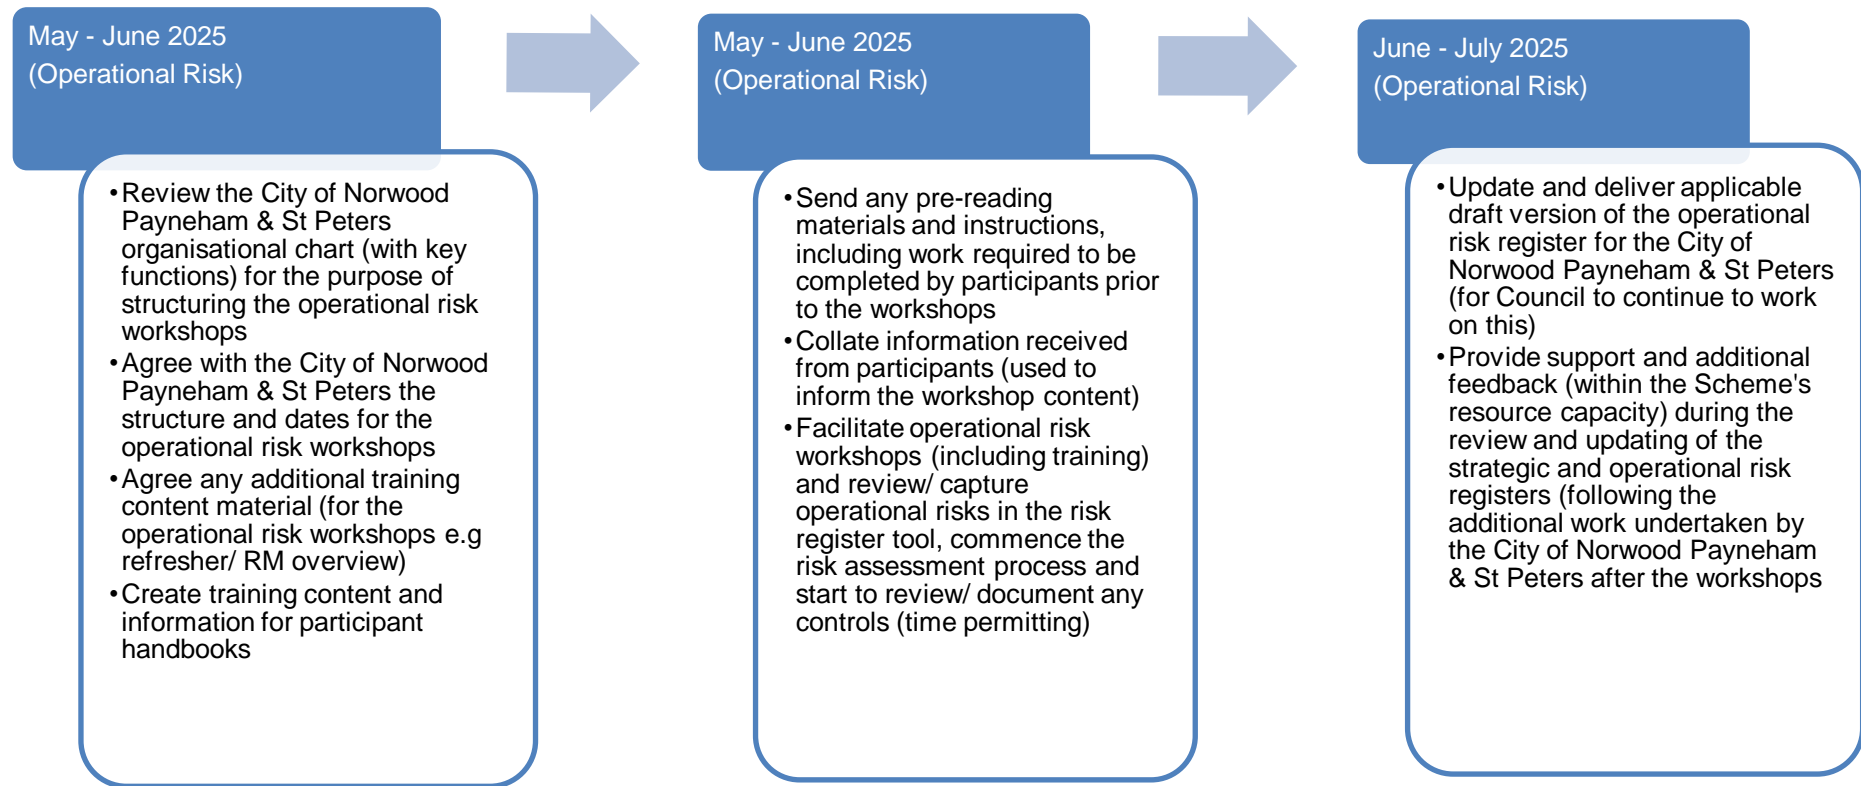 May - June 2025
(Operational Risk)
•Review the City of Norwood
Payneham & St Peters
organisational chart (with key
functions) for the purpose of
structuring the operational risk
workshops
•Agree with the City of Norwood
Payneham & St Peters the
structure and dates for the
operational risk workshops
•Agree any additional training
content material (for the
operational risk workshops e.g
refresher/ RM overview)
•Create training content and
information for participant
handbooks
May - June 2025
(Operational Risk)
•Send any pre-reading
materials and instructions,
including work required to be
completed by participants prior
to the workshops
•Collate information received
from participants (used to
inform the workshop content)
•Facilitate operational risk
workshops (including training)
and review/ capture
operational risks in the risk
register tool, commence the
risk assessment process and
start to review/ document any
controls (time permitting)
June - July 2025
(Operational Risk)
•Update and deliver applicable
draft version of the operational
risk register for the City of
Norwood Payneham & St Peters
(for Council to continue to work
on this)
•Provide support and additional
feedback (within the Scheme's
resource capacity) during the
review and updating of the
strategic and operational risk
registers (following the
additional work undertaken by
the City of Norwood Payneham
& St Peters after the workshops